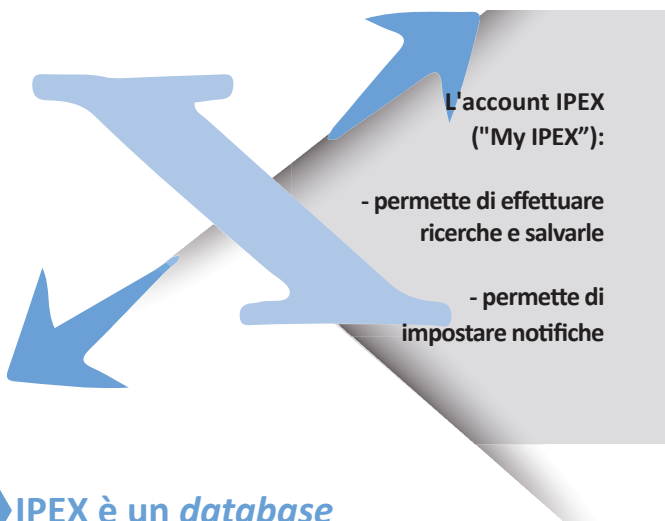 L'account IPEX
("My IPEX”):
- permette di effettuare
ricerche e salvarle
- permette di
impostare notifiche
IPEX è un database